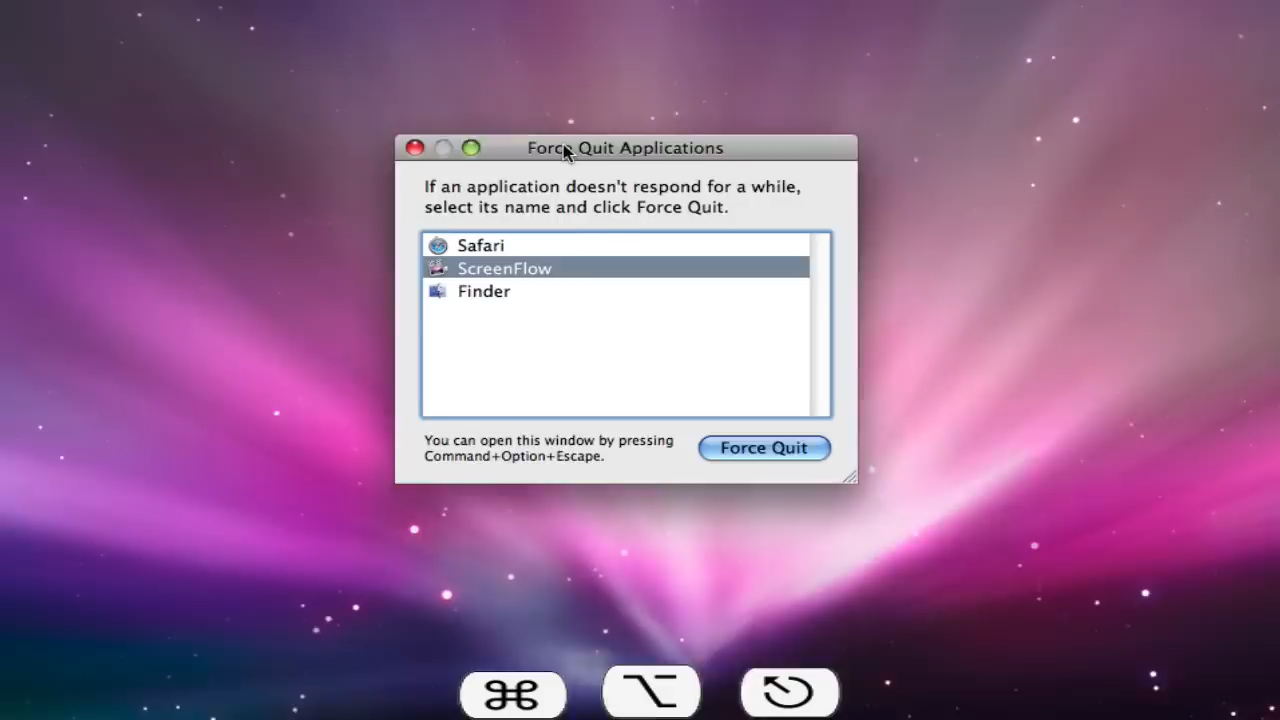 Force Quit Applications
If an application doesn't respond for a while,
select its name and click Force Quit.
Safari
ScreenFlow
Finder
You can open this window by pressing
Command+Option+Escape.
Force Quit
⌘ ⌥ ⎋